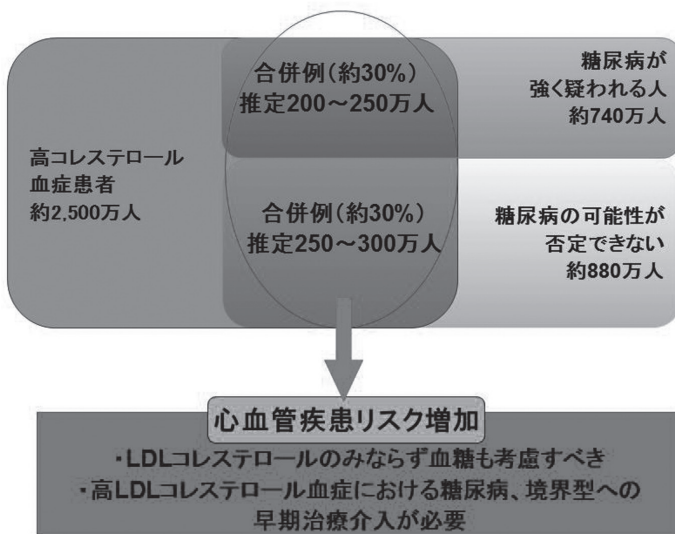 合併例(約30%)
推定200～250万人
糖尿病が
強く疑われる人
約740万人
高コレステロール
血症患者
約2,500万人
合併例(約30%)
推定250～300万人
糖尿病の可能性が
否定できない
約880万人
心血管疾患リスク増加
・LDLコレステロールのみならず血糖も考慮すべき
・高LDLコレステロール血症における糖尿病、境界型への
早期治療介入が必要